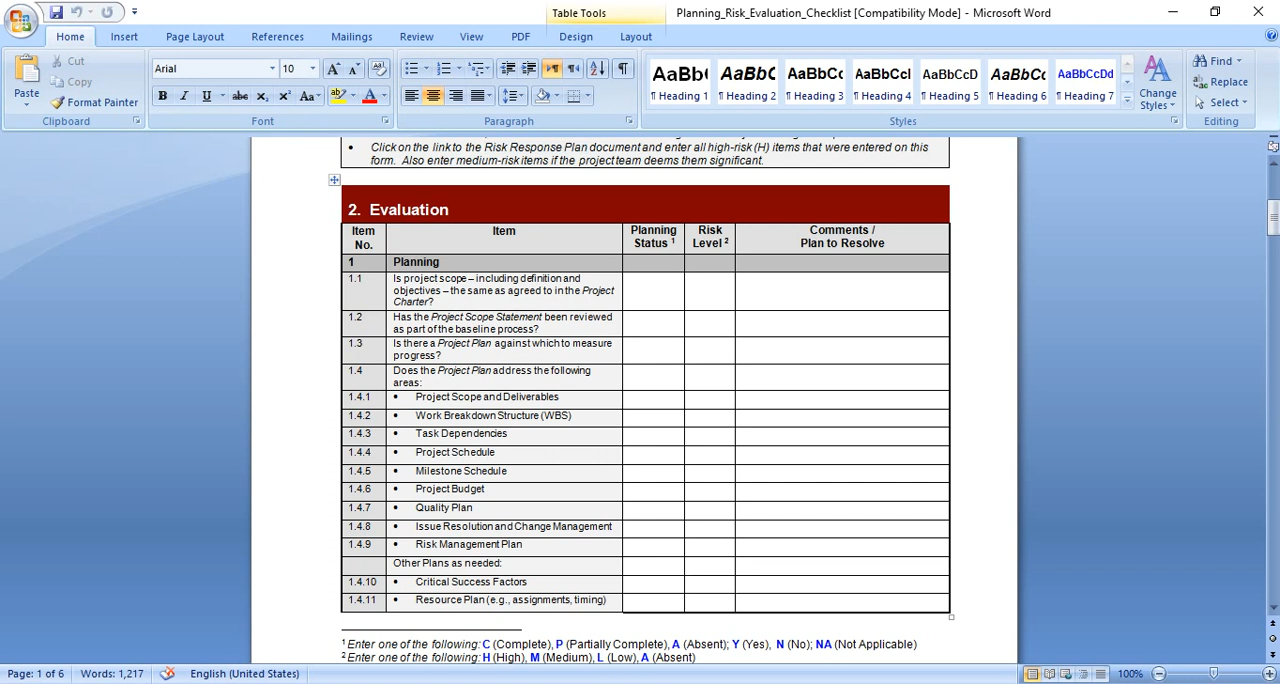 Table Tools
Planning_Risk_Evaluation_Checklist [Compatibility Mode] - Microsoft Word
Home Insert Page Layout References Mailings Review View PDF Design Layout
Paste
Cut
Copy
Format Painter
Clipboard
Arial 10
B I U abc X₂ X² Aa
Font
Paragraph
AaBb( AaBbC AaBbCc AaBbCcI AaBbCcD AaBbCc AaBbCcDd
¶ Heading 1 ¶ Heading 2 ¶ Heading 3 ¶ Heading 4 ¶ Heading 5 ¶ Heading 6 ¶ Heading 7
Change
Styles
Styles
Find
Replace
Select
Editing
• Click on the link to the Risk Response Plan document and enter all high-risk (H) items that were entered on this
form. Also enter medium-risk items if the project team deems them significant.
2. Evaluation
Item No. Item Planning Status ¹ Risk Level ² Comments / Plan to Resolve
1 Planning
1.1 Is project scope – including definition and
objectives – the same as agreed to in the Project
Charter?
1.2 Has the Project Scope Statement been reviewed
as part of the baseline process?
1.3 Is there a Project Plan against which to measure
progress?
1.4 Does the Project Plan address the following
areas:
1.4.1 • Project Scope and Deliverables
1.4.2 • Work Breakdown Structure (WBS)
1.4.3 • Task Dependencies
1.4.4 • Project Schedule
1.4.5 • Milestone Schedule
1.4.6 • Project Budget
1.4.7 • Quality Plan
1.4.8 • Issue Resolution and Change Management
1.4.9 • Risk Management Plan
Other Plans as needed:
1.4.10 • Critical Success Factors
1.4.11 • Resource Plan (e.g., assignments, timing)
¹ Enter one of the following: C (Complete), P (Partially Complete), A (Absent); Y (Yes), N (No); NA (Not Applicable)
² Enter one of the following: H (High), M (Medium), L (Low), A (Absent)
Page: 1 of 6 Words: 1,217 English (United States) 100%